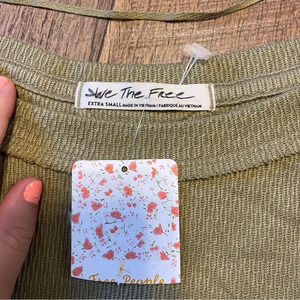 We The Free
EXTRA SMALL MADE IN VIETNAM / FABRIQUÉ AU VIETNAM
Free People